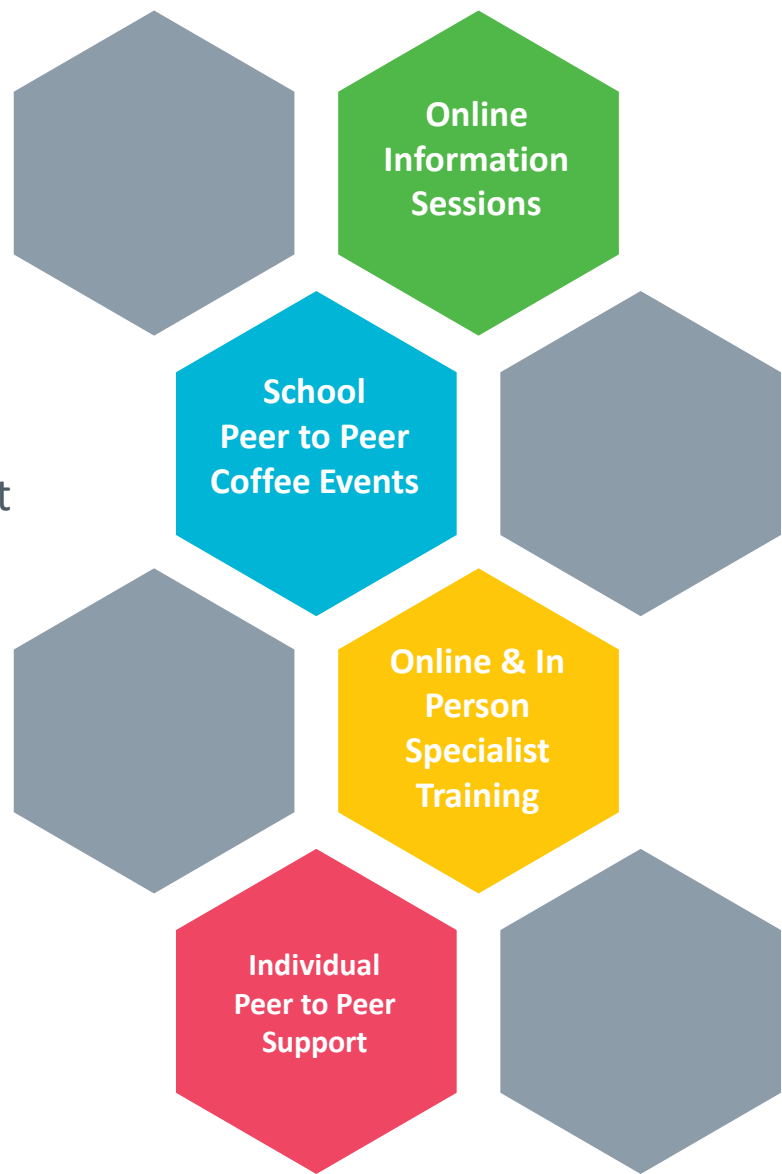 Online
Information
Sessions
School
Peer to Peer
Coffee Events
t
Online & In
Person
Specialist
Training
Individual
Peer to Peer
Support